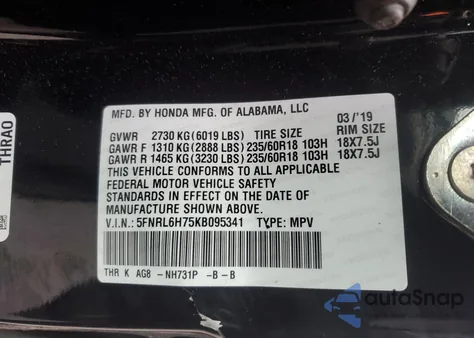 MFD. BY HONDA MFG. OF ALABAMA, LLC
03 /'19
GVWR 2730 KG (6019 LBS) TIRE SIZE RIM SIZE
GAWR F 1310 KG (2888 LBS) 235/60R18 103H 18X7.5J
GAWR R 1465 KG (3230 LBS) 235/60R18 103H 18X7.5J
THIS VEHICLE CONFORMS TO ALL APPLICABLE
FEDERAL MOTOR VEHICLE SAFETY
STANDARDS IN EFFECT ON THE DATE OF
MANUFACTURE SHOWN ABOVE.
V.I.N.: 5FNRL6H75KB095341 TYPE: MPV
THR K AG8 -NH731P -B -B
THRAO
autoSnap